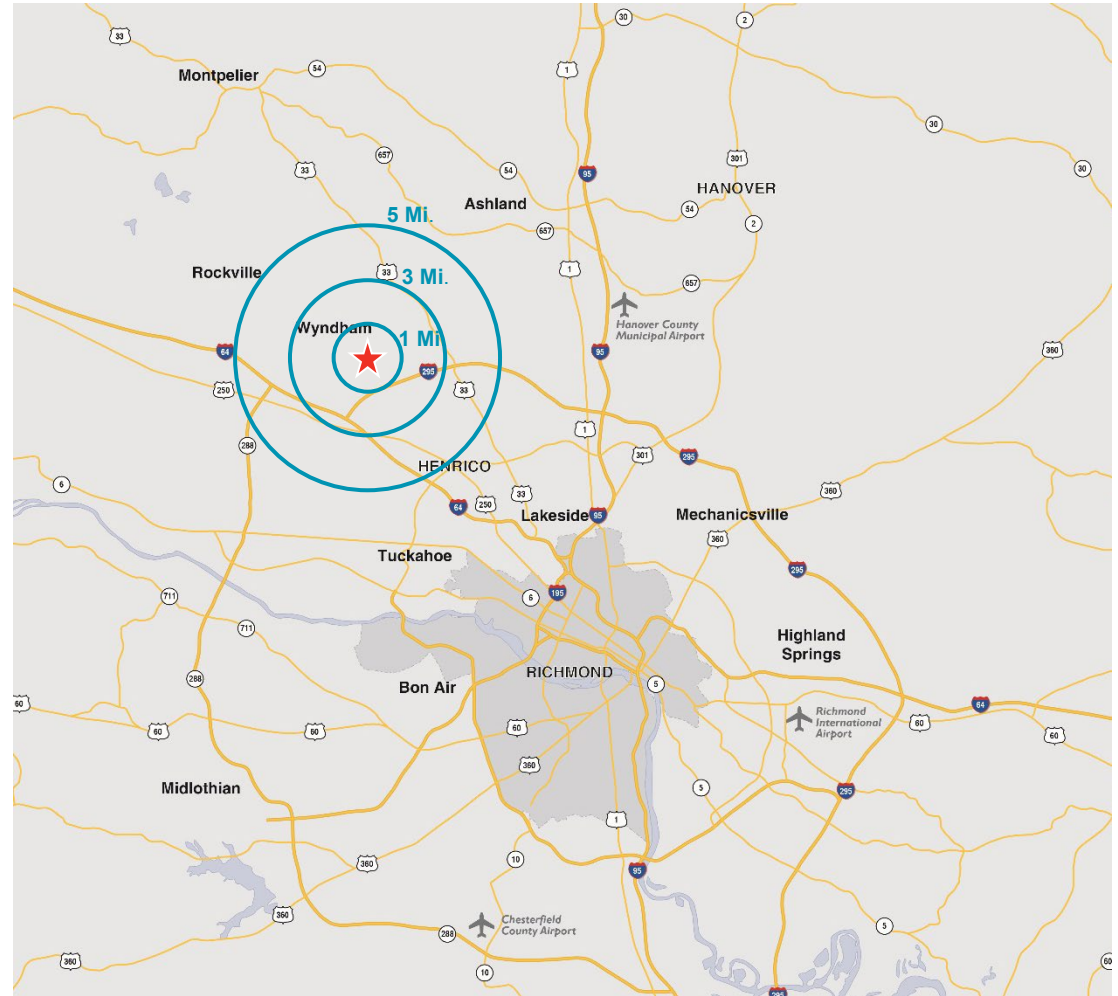 33
30
2
Montpelier
54
1
2
30
657
95
301
30
33
54
HANOVER
Ashland
54
5 Mi.
657
2
Rockville
33
3 Mi.
1
657
Wyndham
1 Mi
Hanover County
Municipal Airport
64
95
360
295
250
33
288
1
301
295
HENRICO
6
33
360
250
64
Lakeside
95
Mechanicsville
360
Tuckahoe
295
195
711
6
711
Highland
Springs
RICHMOND
288
Bon Air
5
60
64
Richmond
International
Airport
60
60
60
60
60
360
Midlothian
5
295
1
10
360
95
360
Chesterfield
County Airport
5
288
360
10
60
295